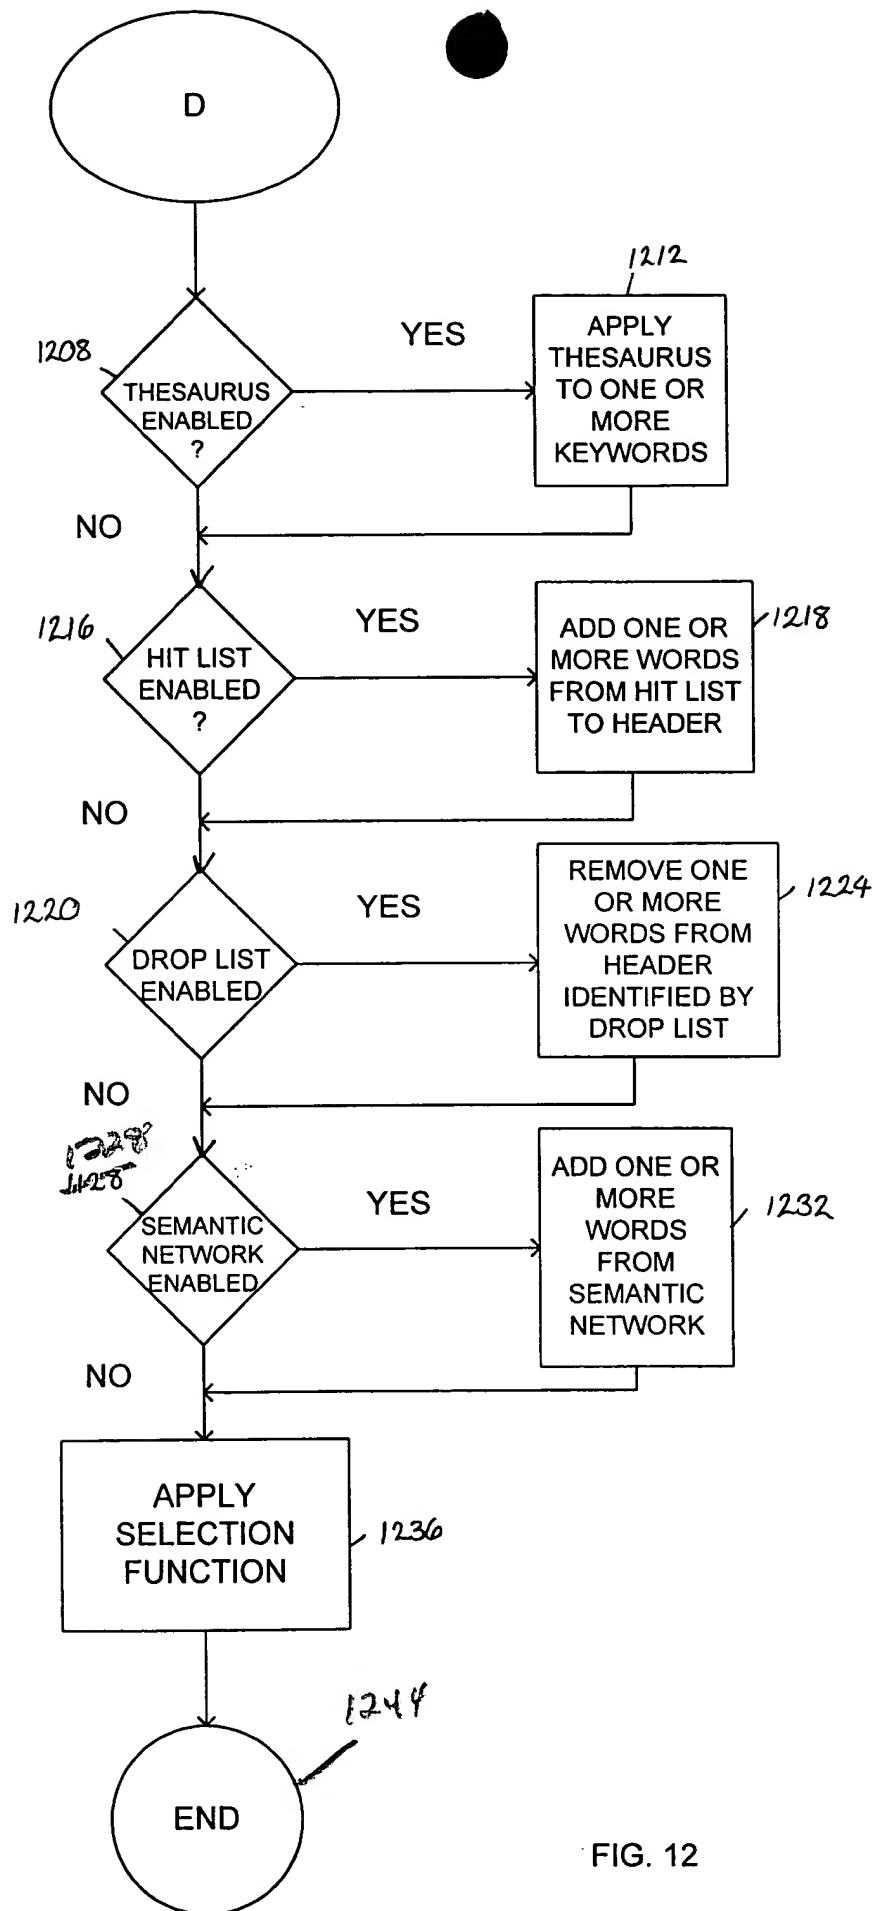 D
1212
1208
YES
THESAURUS
ENABLED
?
APPLY
THESAURUS
TO ONE OR
MORE
KEYWORDS
NO
1216
YES
HIT LIST
ENABLED
?
1218
ADD ONE OR
MORE WORDS
FROM HIT LIST
TO HEADER
NO
1220
YES
DROP LIST
ENABLED
1224
REMOVE ONE
OR MORE
WORDS FROM
HEADER
IDENTIFIED BY
DROP LIST
NO
1228
1128
YES
SEMANTIC
NETWORK
ENABLED
1232
ADD ONE OR
MORE
WORDS
FROM
SEMANTIC
NETWORK
NO
APPLY
SELECTION
FUNCTION
1236
1244
END
FIG. 12